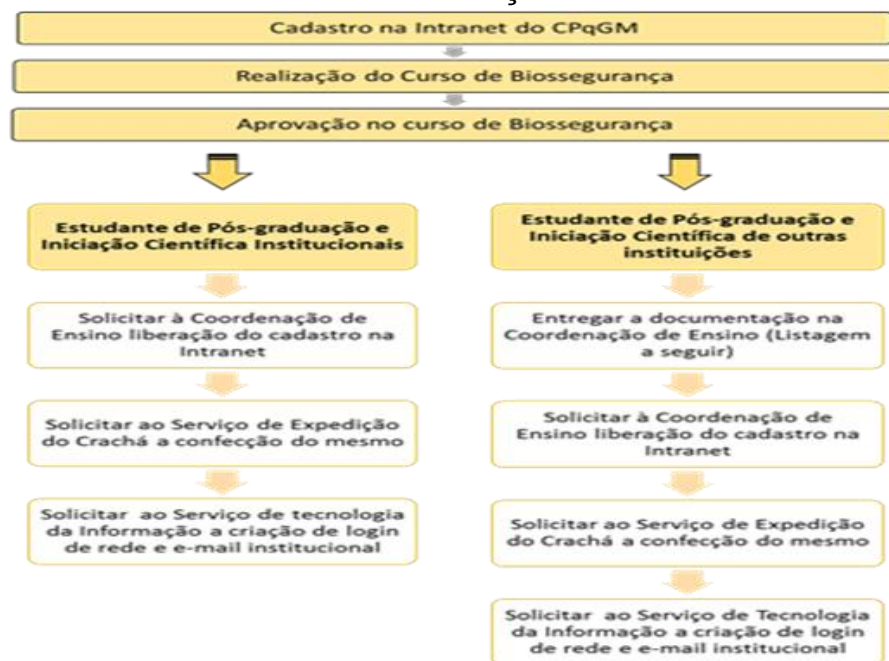 Cadastro na Intranet do CPqGM
Realização do Curso de Biossegurança
Aprovação no curso de Biossegurança
Estudante de Pós-graduação e
Iniciação Científica Institucionais
Solicitar à Coordenação de
Ensino liberação do cadastro na
Intranet
Solicitar ao Serviço de Expedição
do Crachá a confecção do mesmo
Solicitar ao Serviço de tecnologia
da Informação a criação de login
de rede e e-mail institucional
Estudante de Pós-graduação e
Iniciação Científica de outras
instituições
Entregar a documentação na
Coordenação de Ensino (Listagem
a seguir)
Solicitar à Coordenação de
Ensino liberação do cadastro na
Intranet
Solicitar ao Serviço de Expedição
do Crachá a confecção do mesmo
Solicitar ao Serviço de Tecnologia
da Informação a criação de login
de rede e e-mail institucional